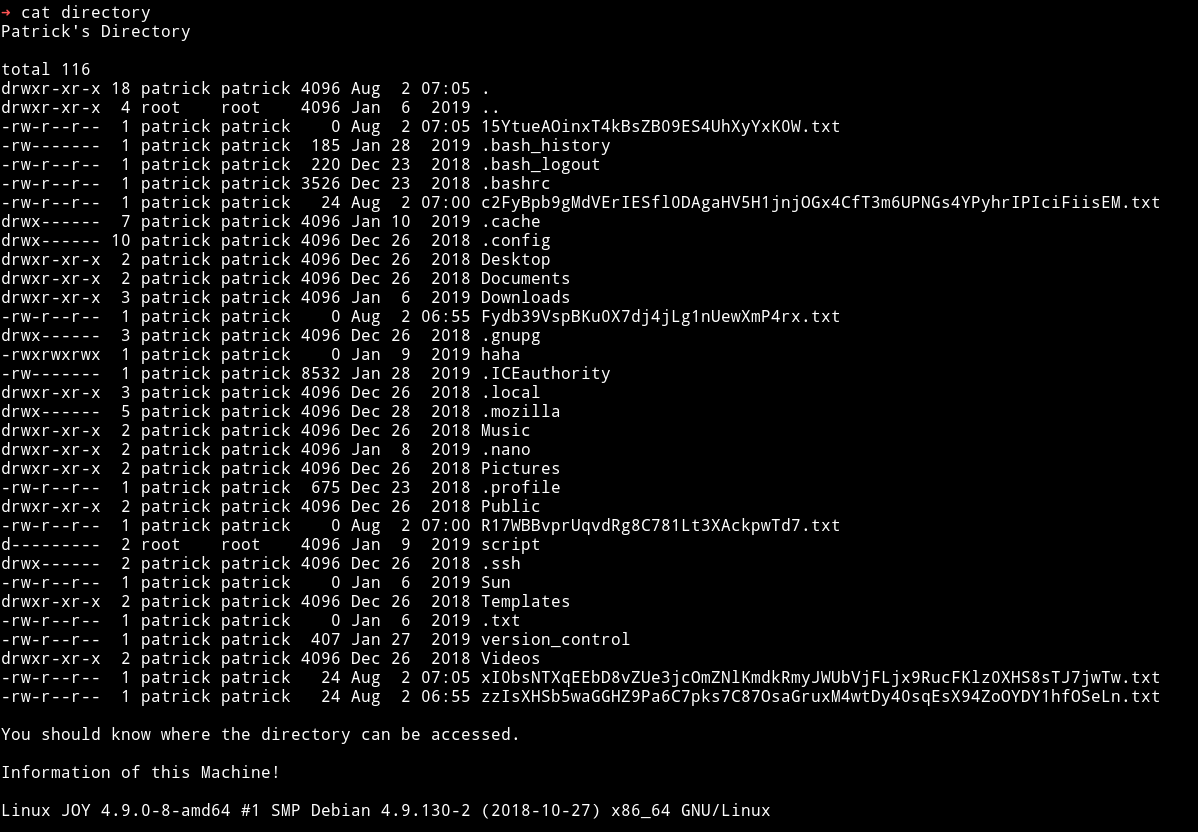 → cat directory
Patrick's Directory

total 116
drwxr-xr-x 18 patrick patrick 4096 Aug  2 07:05 .
drwxr-xr-x  4 root    root    4096 Jan  6  2019 ..
-rw-r--r--  1 patrick patrick    0 Aug  2 07:05 15YtueAOinxT4kBsZB09ES4UhXyYxK0W.txt
-rw-------  1 patrick patrick  185 Jan 28  2019 .bash_history
-rw-r--r--  1 patrick patrick  220 Dec 23  2018 .bash_logout
-rw-r--r--  1 patrick patrick 3526 Dec 23  2018 .bashrc
-rw-r--r--  1 patrick patrick   24 Aug  2 07:00 c2FyBpb9gMdVErIESflODAgaHV5H1jnjOGx4CfT3m6UPNGs4YPyhrIPIciFiisEM.txt
drwx------  7 patrick patrick 4096 Jan 10  2019 .cache
drwx------ 10 patrick patrick 4096 Dec 26  2018 .config
drwxr-xr-x  2 patrick patrick 4096 Dec 26  2018 Desktop
drwxr-xr-x  2 patrick patrick 4096 Dec 26  2018 Documents
drwxr-xr-x  3 patrick patrick 4096 Jan  6  2019 Downloads
-rw-r--r--  1 patrick patrick    0 Aug  2 06:55 Fydb39VspBKu0X7dj4jLg1nUewXmP4rx.txt
drwx------  3 patrick patrick 4096 Dec 26  2018 .gnupg
-rwxrwxrwx  1 patrick patrick    0 Jan  9  2019 haha
-rw-------  1 patrick patrick 8532 Jan 28  2019 .ICEauthority
drwxr-xr-x  3 patrick patrick 4096 Dec 26  2018 .local
drwx------  5 patrick patrick 4096 Dec 28  2018 .mozilla
drwxr-xr-x  2 patrick patrick 4096 Dec 26  2018 Music
drwxr-xr-x  2 patrick patrick 4096 Jan  8  2019 .nano
drwxr-xr-x  2 patrick patrick 4096 Dec 26  2018 Pictures
-rw-r--r--  1 patrick patrick  675 Dec 23  2018 .profile
drwxr-xr-x  2 patrick patrick 4096 Dec 26  2018 Public
-rw-r--r--  1 patrick patrick    0 Aug  2 07:00 R17WBBvprUqvdRg8C781Lt3XAckpwTd7.txt
d---------  2 root    root    4096 Jan  9  2019 script
drwx------  2 patrick patrick 4096 Dec 26  2018 .ssh
-rw-r--r--  1 patrick patrick    0 Jan  6  2019 Sun
drwxr-xr-x  2 patrick patrick 4096 Dec 26  2018 Templates
-rw-r--r--  1 patrick patrick    0 Jan  6  2019 .txt
-rw-r--r--  1 patrick patrick  407 Jan 27  2019 version_control
drwxr-xr-x  2 patrick patrick 4096 Dec 26  2018 Videos
-rw-r--r--  1 patrick patrick   24 Aug  2 07:05 xI0bsNTXqEEbD8vZUe3jcOmZNlKmdkRmyJWUbVjFLjx9RucFKlzOXHS8sTJ7jwTw.txt
-rw-r--r--  1 patrick patrick   24 Aug  2 06:55 zzIsXHSb5waGGHZ9Pa6C7pks7C87OsaGruxM4wtDy40sqEsX94ZoOYDY1hfOSeLn.txt

You should know where the directory can be accessed.

Information of this Machine!

Linux JOY 4.9.0-8-amd64 #1 SMP Debian 4.9.130-2 (2018-10-27) x86_64 GNU/Linux